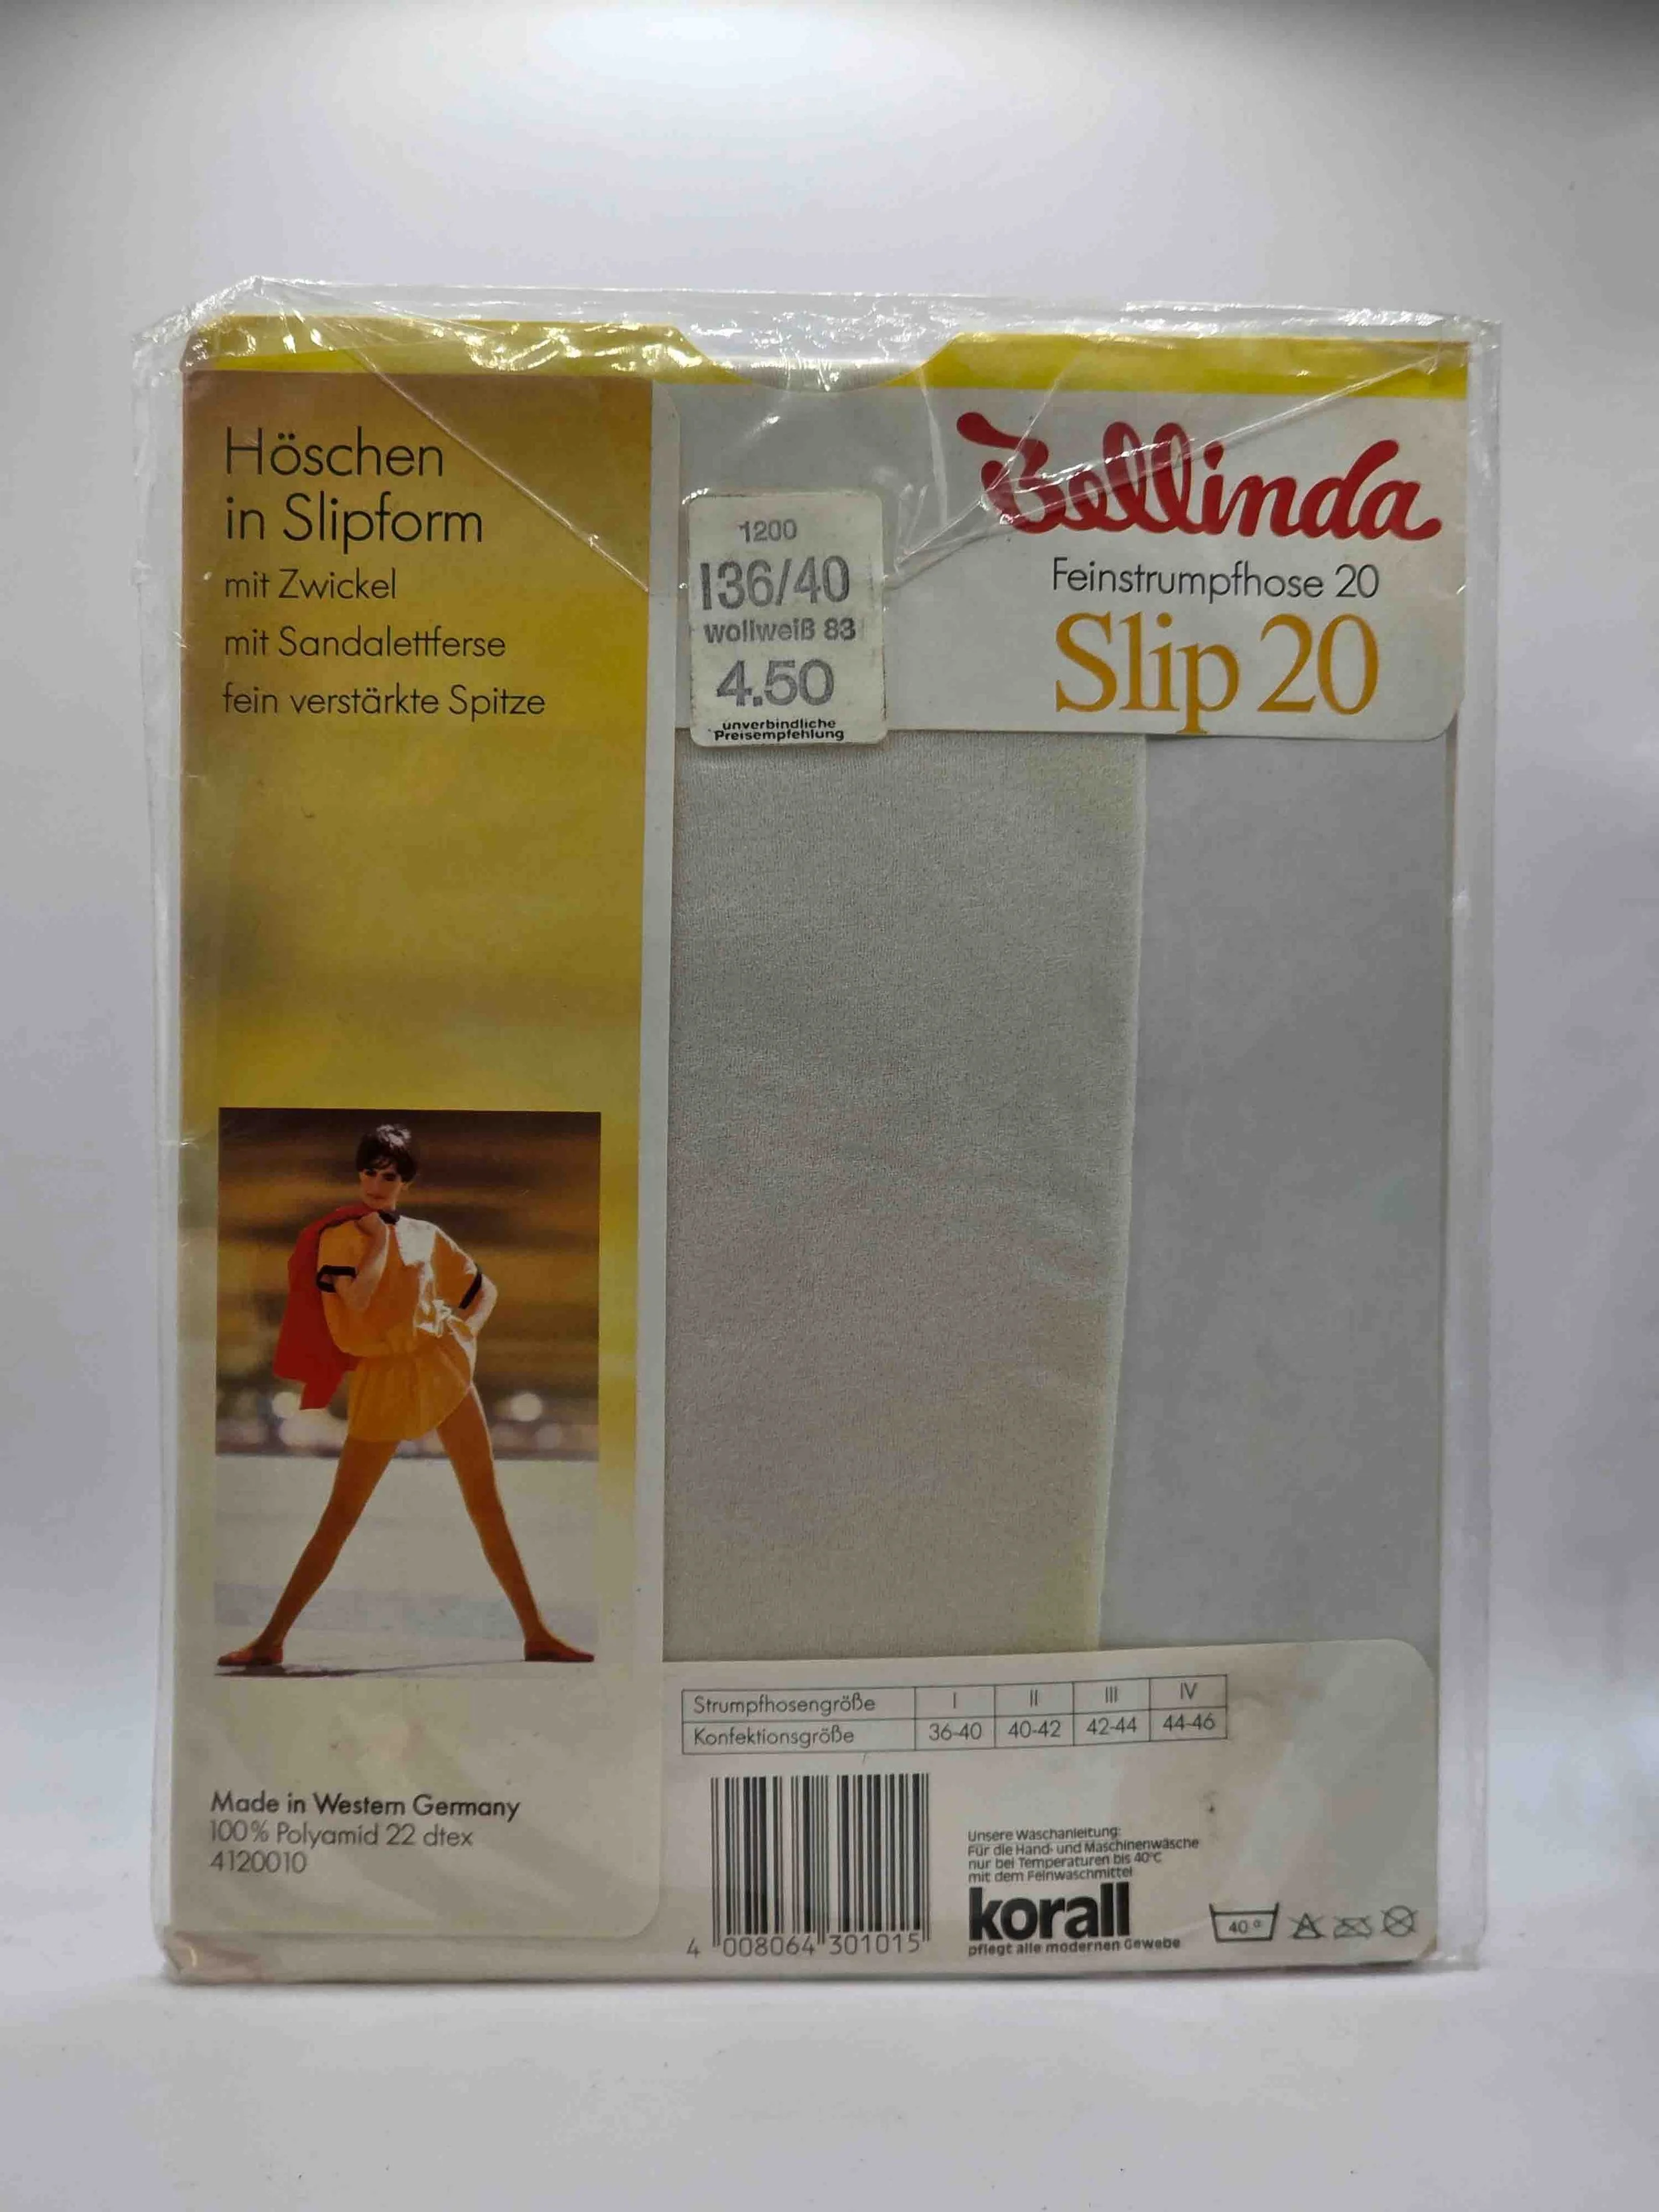 Höschen
in Slipform
mit Zwickel
mit Sandalettferse
fein verstärkte Spitze
1200
I36/40
wollweiß 83
4.50
unverbindliche
Preisempfehlung
Bellinda
Feinstrumpfhose 20
Slip 20
Strumpfhosengröße I II III IV
Konfektionsgröße 36-40 40-42 42-44 44-46
Made in Western Germany
100% Polyamid 22 dtex
4120010
4 008064 301015
Unsere Waschanleitung:
Für die Hand- und Maschinenwäsche
nur bei Temperaturen bis 40°C
mit dem Feinwaschmittel
korall
pflegt alle modernen Gewebe
40°